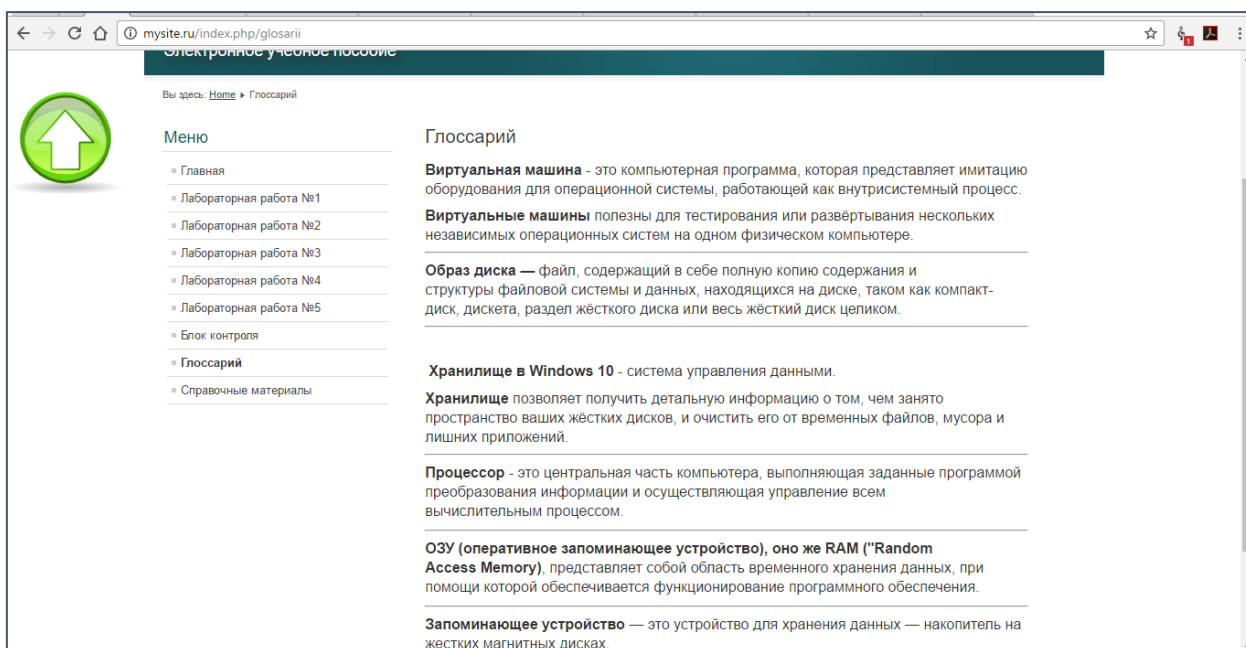 mysite.ru/index.php/glosarii
1
Электронное учебное пособие
Вы здесь: Home Глоссарий
Меню
Главная
Лабораторная работа №1
Лабораторная работа №2
Лабораторная работа №3
Лабораторная работа №4
Лабораторная работа №5
Блок контроля
Глоссарий
Справочные материалы
Глоссарий
Виртуальная машина - это компьютерная программа, которая представляет имитацию
оборудования для операционной системы, работающей как внутрисистемный процесс.
Виртуальные машины полезны для тестирования или развёртывания нескольких
независимых операционных систем на одном физическом компьютере.
Образ диска — файл, содержащий в себе полную копию содержания и
структуры файловой системы и данных, находящихся на диске, таком как компакт-
диск, дискета, раздел жёсткого диска или весь жёсткий диск целиком.
Хранилище в Windows 10 - система управления данными.
Хранилище позволяет получить детальную информацию о том, чем занято
пространство ваших жёстких дисков, и очистить его от временных файлов, мусора и
лишних приложений.
Процессор - это центральная часть компьютера, выполняющая заданные программой
преобразования информации и осуществляющая управление всем
вычислительным процессом.
ОЗУ (оперативное запоминающее устройство), оно же RAM ("Random
Access Memory), представляет собой область временного хранения данных, при
помощи которой обеспечивается функционирование программного обеспечения.
Запоминающее устройство — это устройство для хранения данных — накопитель на
жестких магнитных дисках.